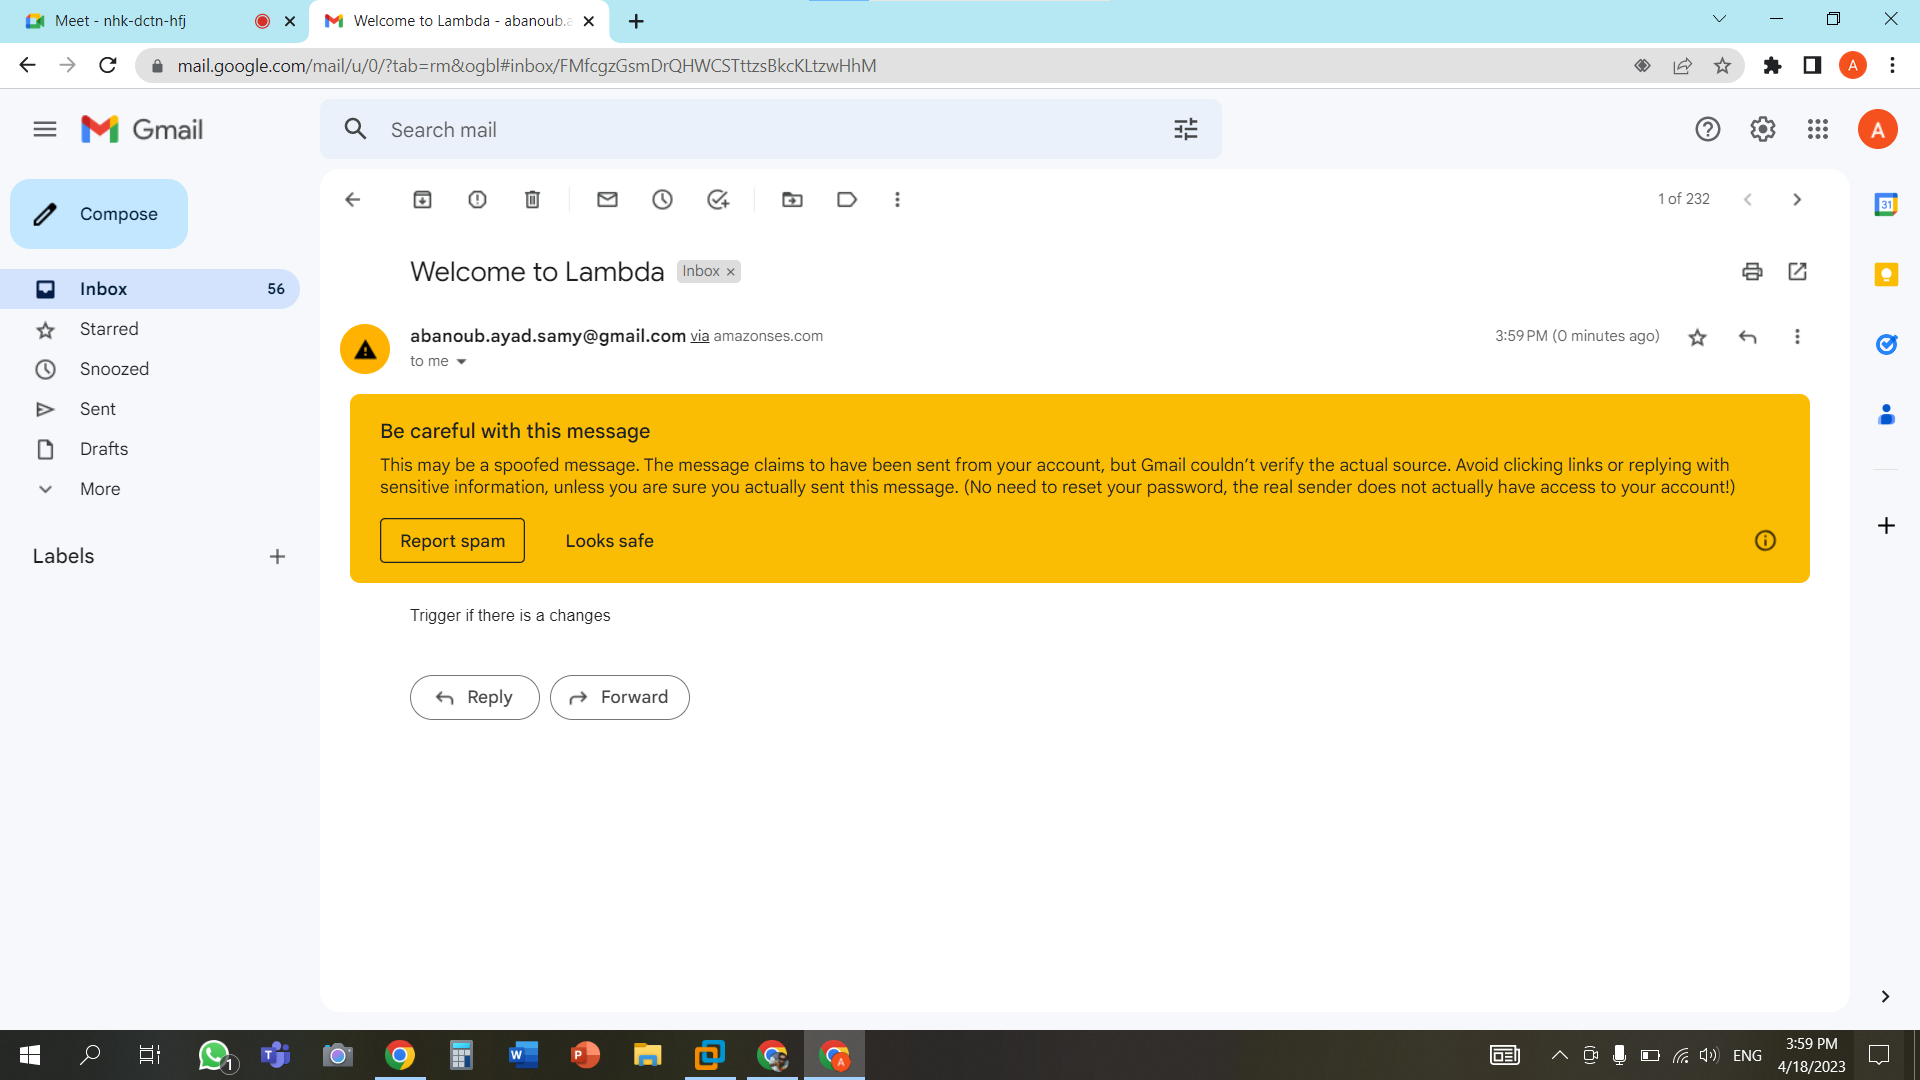 Meet - nhk-dctn-hfj
Welcome to Lambda - abanoub.a
mail.google.com/mail/u/0/?tab=rm&ogbl#inbox/FMfcgzGsmDrQHWCSTttzsBkcKLtzwHhM
A
Gmail
Search mail
A
Compose
1 of 232
31
Welcome to Lambda
Inbox ×
Inbox
56
Starred
Snoozed
Sent
Drafts
More
Labels
abanoub.ayad.samy@gmail.com via amazonses.com
3:59 PM (0 minutes ago)
to me
Be careful with this message
This may be a spoofed message. The message claims to have been sent from your account, but Gmail couldn't verify the actual source. Avoid clicking links or replying with
sensitive information, unless you are sure you actually sent this message. (No need to reset your password, the real sender does not actually have access to your account!)
Report spam
Looks safe
Trigger if there is a changes
Reply
Forward
1
T
W
P
A
ENG
3:59 PM
4/18/2023